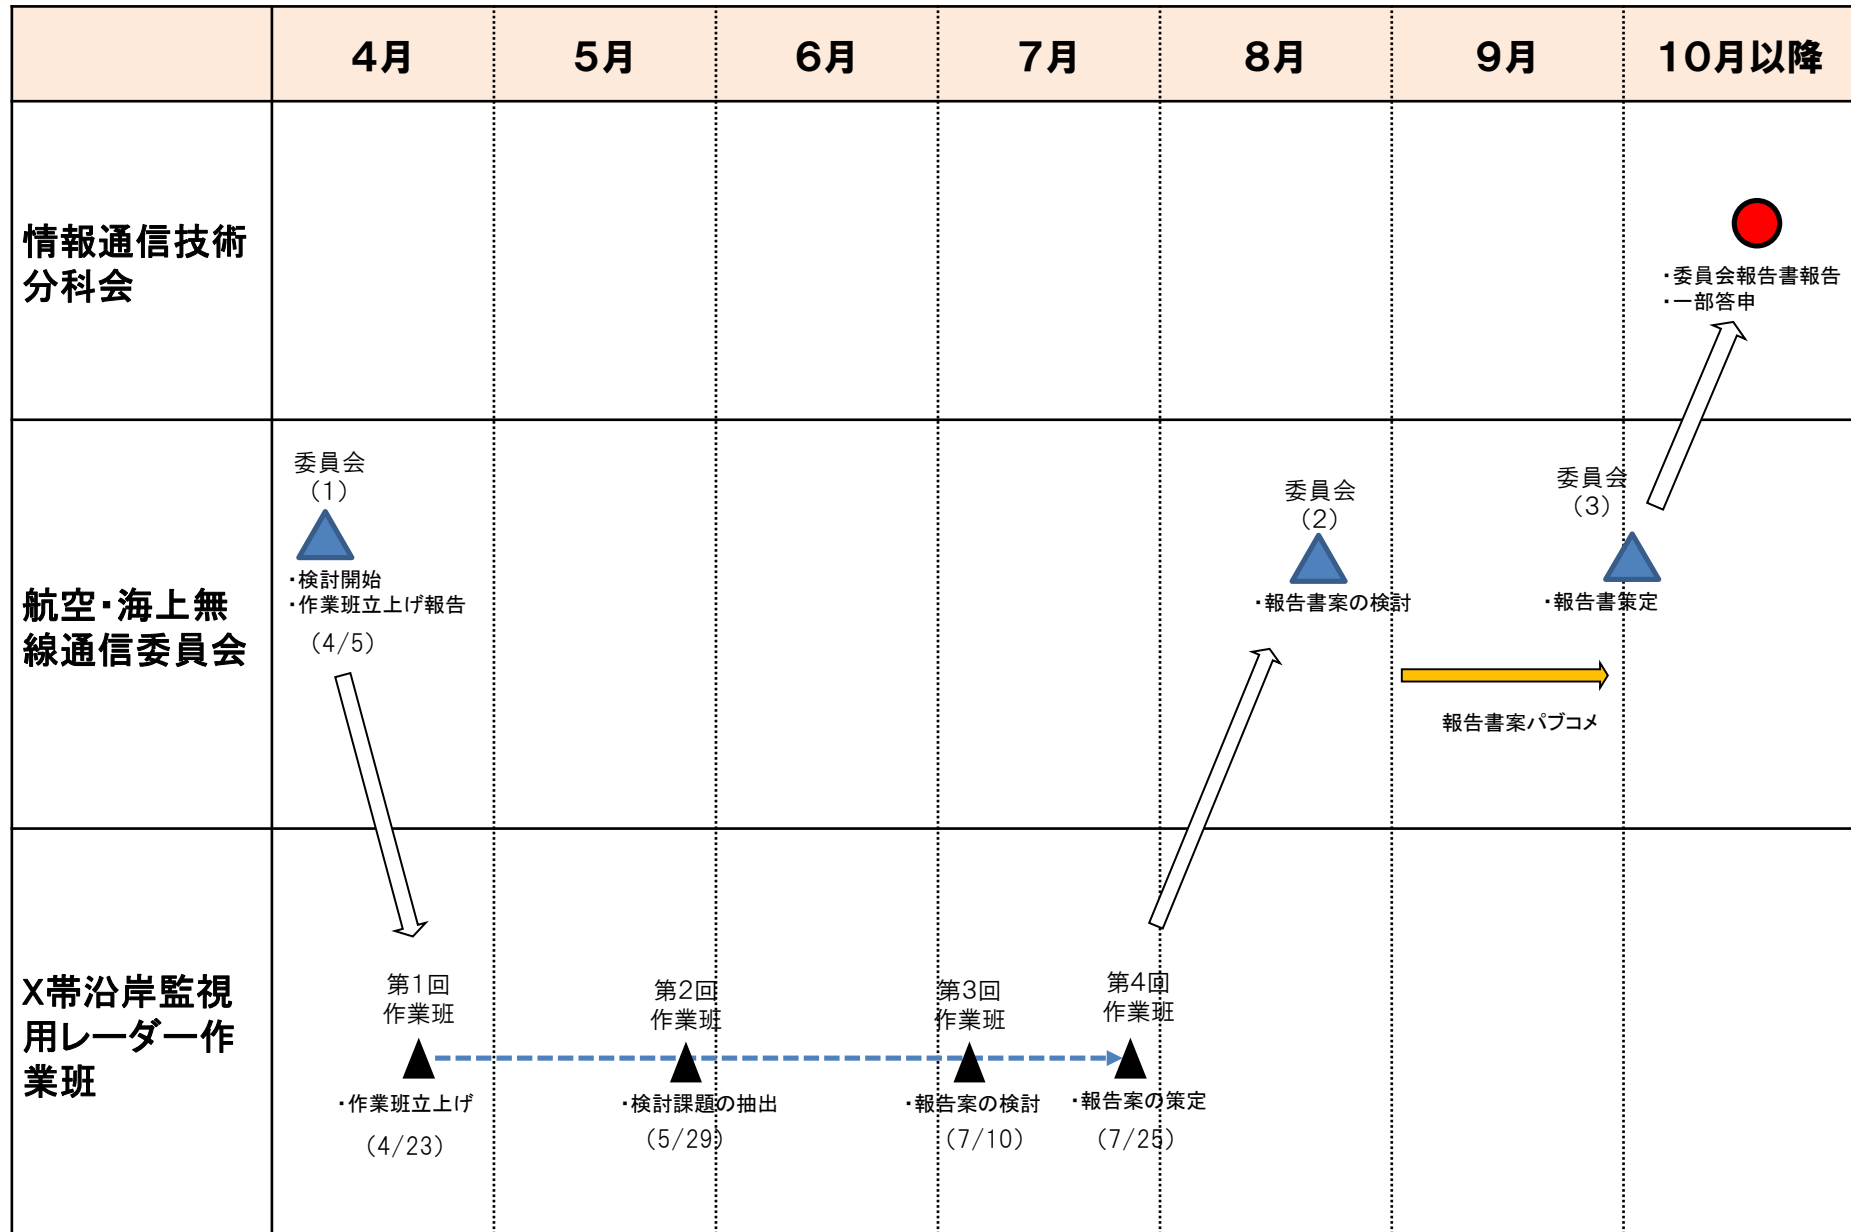 4月
5月
6月
7月
8月
9月
10月以降
情報通信技術
分科会
・委員会報告書報告
・一部答申
航空・海上無
線通信委員会
委員会
(1)
・検討開始
・作業班立上げ報告
(4/5)
委員会
(2)
・報告書案の検討
委員会
(3)
・報告書策定
報告書案パブコメ
X帯沿岸監視
用レーダー作
業班
第1回
作業班
・作業班立上げ
(4/23)
第2回
作業班
・検討課題の抽出
(5/29)
第3回
作業班
・報告案の検討
(7/10)
第4回
作業班
・報告案の策定
(7/25)